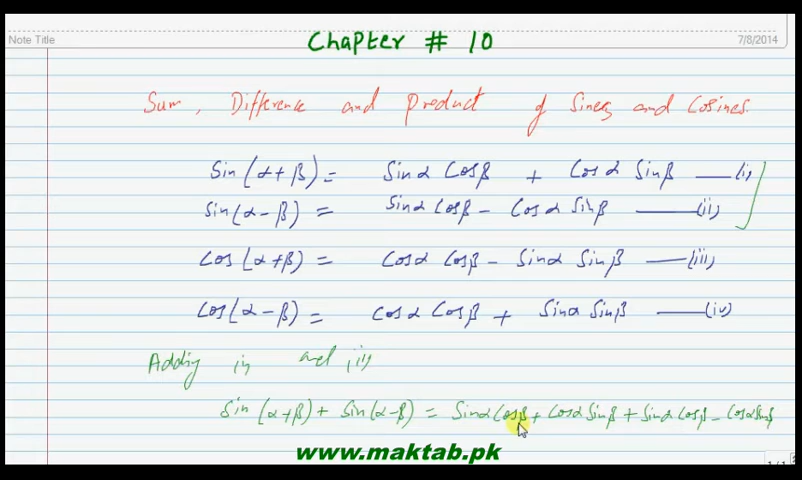 Note Title
7/8/2014
Chapter # 10
Sum, Difference and Product of Sines and Cosines.
Sin(α+β) = Sinα Cosβ + Cosα Sinβ —(i)
Sin(α-β) = Sinα Cosβ - Cosα Sinβ —(ii)
Cos(α+β) = Cosα Cosβ - Sinα Sinβ —(iii)
Cos(α-β) = Cosα Cosβ + Sinα Sinβ —(iv)
Adding (i) and (ii)
Sin(α+β) + Sin(α-β) = Sinα Cosβ + Cosα Sinβ + Sinα Cosβ - Cosα Sinβ
www.maktab.pk